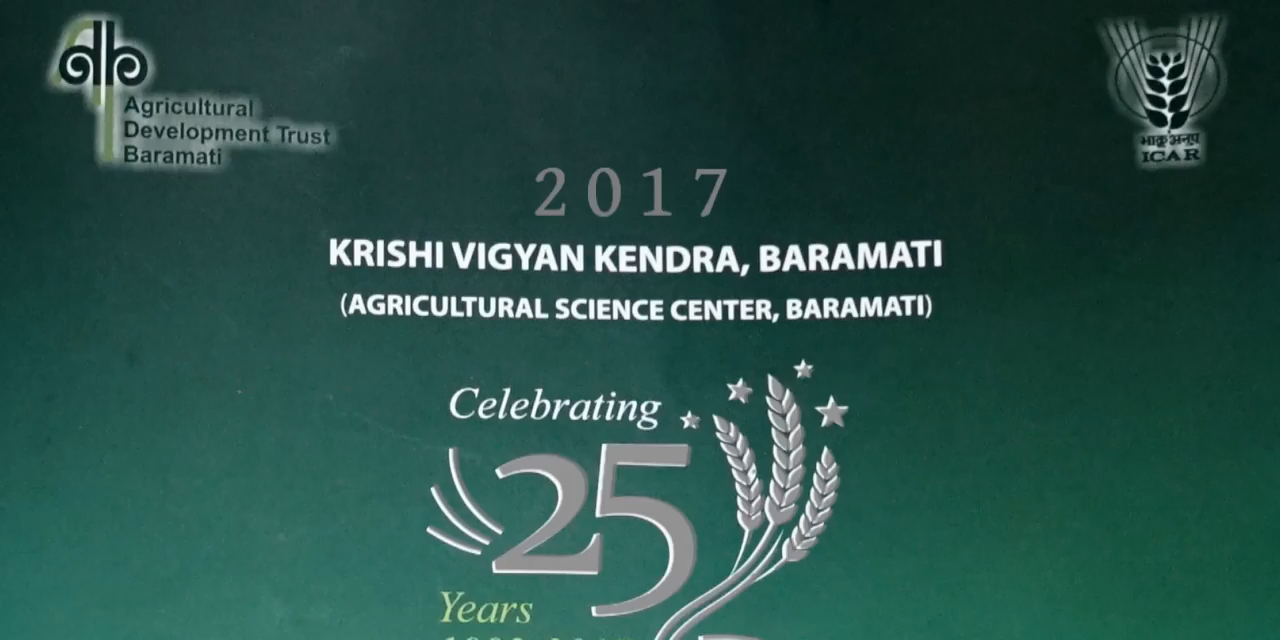 Agricultural
Development Trust
Baramati
भाकृअनुप
ICAR
2017
KRISHI VIGYAN KENDRA, BARAMATI
(AGRICULTURAL SCIENCE CENTER, BARAMATI)
Celebrating
25
Years